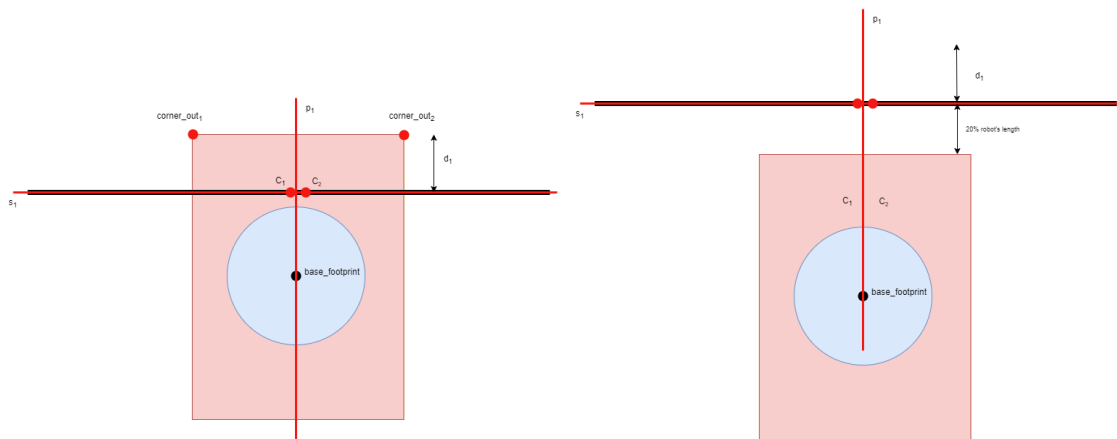 p1
corner_out1
corner_out2
d1
C1
C2
s1
base_footprint
p1
d1
s1
20% robot's length
C1
C2
base_footprint